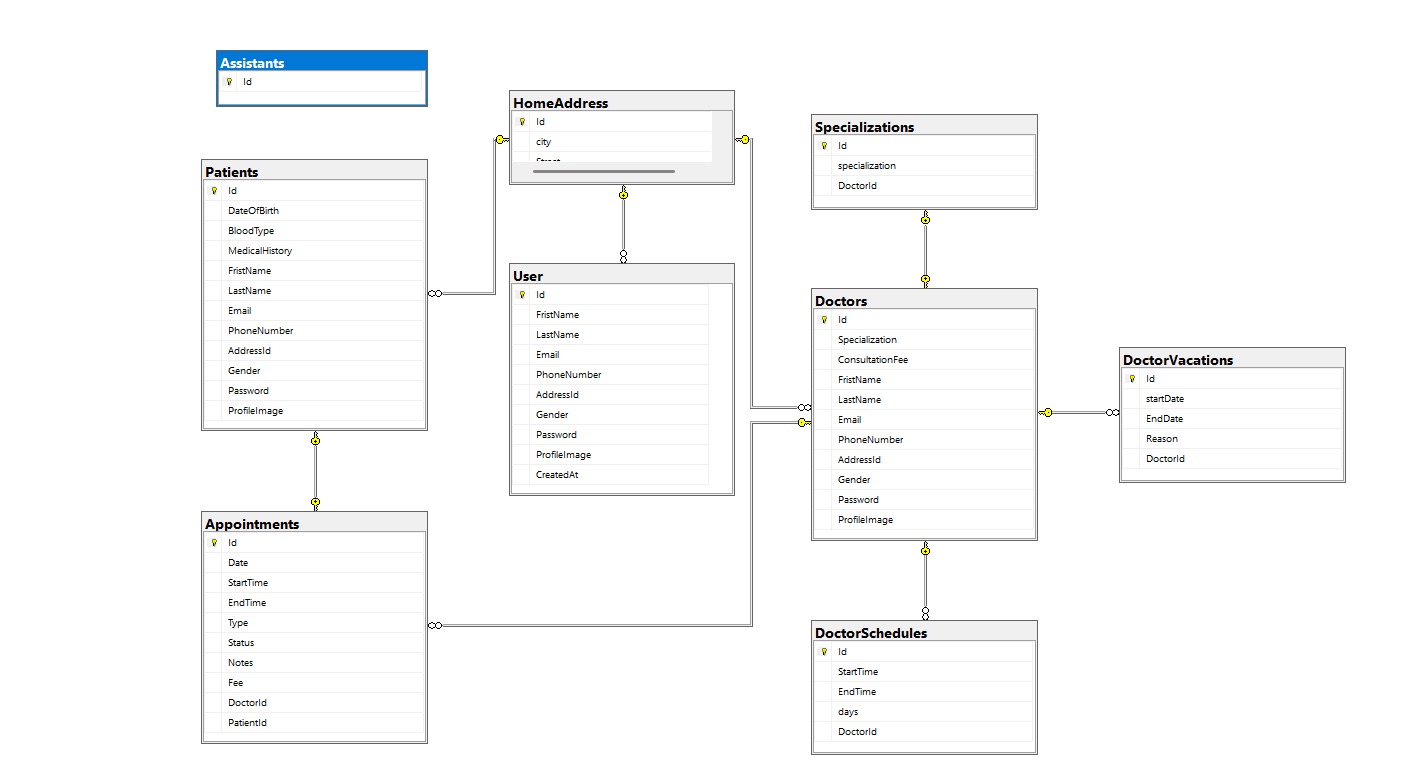 Assistants
Id
HomeAddress
Id
city
Street
Specializations
Id
specialization
DoctorId
Patients
Id
DateOfBirth
BloodType
MedicalHistory
FristName
LastName
Email
PhoneNumber
AddressId
Gender
Password
ProfileImage
User
Id
FristName
LastName
Email
PhoneNumber
AddressId
Gender
Password
ProfileImage
CreatedAt
Doctors
Id
Specialization
ConsultationFee
FristName
LastName
Email
PhoneNumber
AddressId
Gender
Password
ProfileImage
DoctorVacations
Id
startDate
EndDate
Reason
DoctorId
Appointments
Id
Date
StartTime
EndTime
Type
Status
Notes
Fee
DoctorId
PatientId
DoctorSchedules
Id
StartTime
EndTime
days
DoctorId